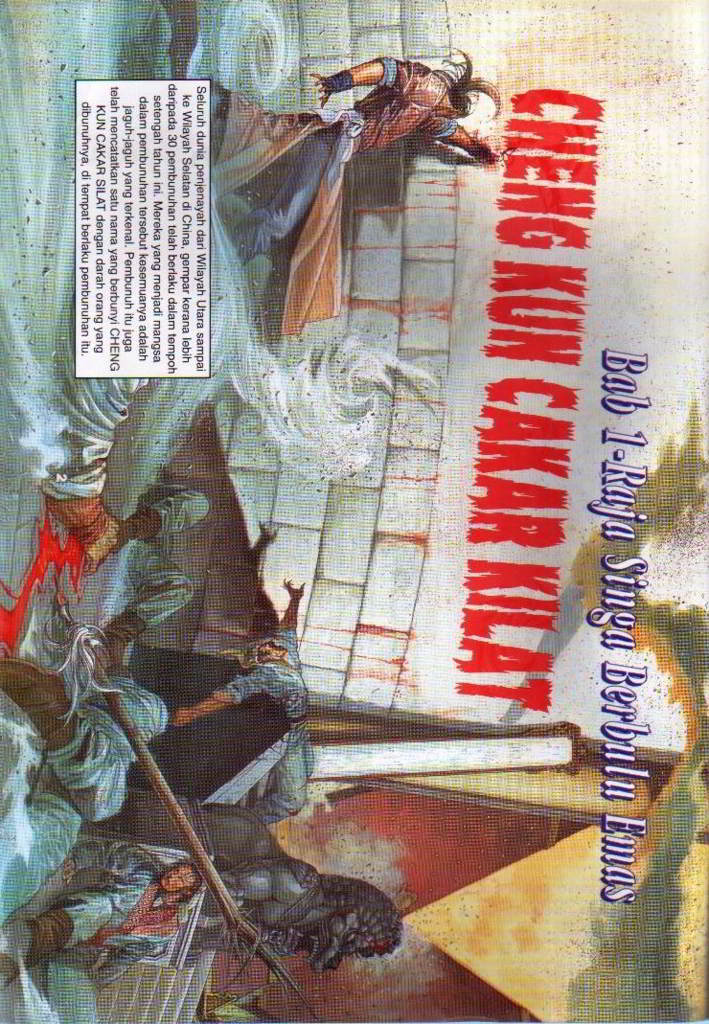 Bab 1-Raja Singa Berbulu Emas
CHENG KUN CAKAR KILAT
Seluruh dunia penjenayah dari Wilayah Utara sampai
ke Wilayah Selatan di China, gempar kerana lebih
daripada 30 pembunuhan telah berlaku dalam tempoh
setengah tahun ini. Mereka yang menjadi mangsa
dalam pembunuhan tersebut kesemuanya adalah
jaguh-jaguh yang terkenal. Pembunuh itu juga
telah mencatatkan satu nama yang berbunyi CHENG
KUN CAKAR SILAT dengan darah orang yang
dibunuhnya, di tempat berlaku pembunuhan itu.